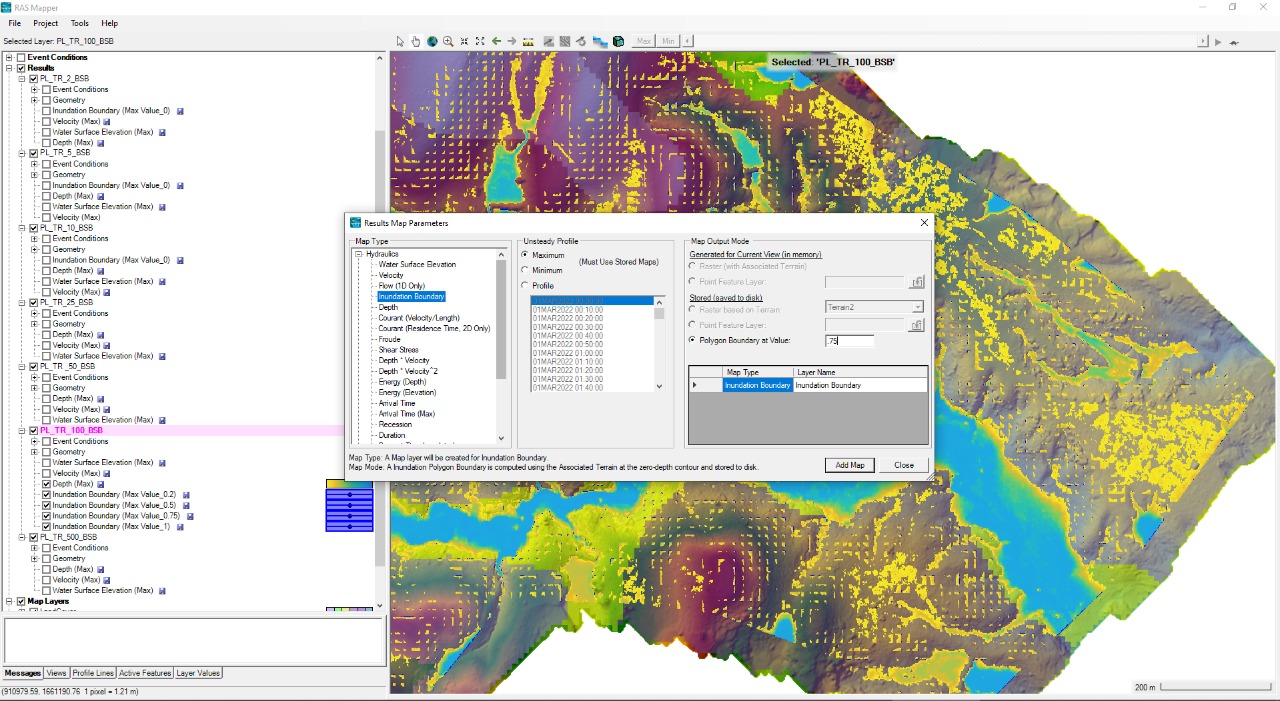 RAS Mapper
File Project Tools Help
Selected Layer: PL_TR_100_BSB
Max Min
Event Conditions
Results
PL_TR_2_BSB
Event Conditions
Geometry
Inundation Boundary (Max Value_0)
Velocity (Max)
Water Surface Elevation (Max)
Depth (Max)
PL_TR_5_BSB
Event Conditions
Geometry
Inundation Boundary (Max Value_0)
Depth (Max)
Water Surface Elevation (Max)
Velocity (Max)
PL_TR_10_BSB
Event Conditions
Geometry
Inundation Boundary (Max Value_0)
Depth (Max)
Water Surface Elevation (Max)
Velocity (Max)
PL_TR_25_BSB
Event Conditions
Geometry
Depth (Max)
Velocity (Max)
Water Surface Elevation (Max)
PL_TR_50_BSB
Event Conditions
Geometry
Depth (Max)
Velocity (Max)
Water Surface Elevation (Max)
PL_TR_100_BSB
Event Conditions
Geometry
Water Surface Elevation (Max)
Velocity (Max)
Depth (Max)
Inundation Boundary (Max Value_0.2)
Inundation Boundary (Max Value_0.5)
Inundation Boundary (Max Value_0.75)
Inundation Boundary (Max Value_1)
PL_TR_500_BSB
Event Conditions
Geometry
Depth (Max)
Velocity (Max)
Water Surface Elevation (Max)
Map Layers
Messages Views Profile Lines Active Features Layer Values
(910979.59, 1661190.76 1 pixel = 1.21 m)
Selected: 'PL_TR_100_BSB'
Results Map Parameters
Map Type
Hydraulics
Water Surface Elevation
Velocity
Flow (1D Only)
Inundation Boundary
Depth
Courant (Velocity/Length)
Courant (Residence Time, 2D Only)
Froude
Shear Stress
Depth * Velocity
Depth * Velocity^2
Energy (Depth)
Energy (Elevation)
Arrival Time
Arrival Time (Max)
Recession
Duration
Unsteady Profile
Maximum
(Must Use Stored Maps)
Minimum
Profile
01MAR2022 00:10:00
01MAR2022 00:20:00
01MAR2022 00:30:00
01MAR2022 00:40:00
01MAR2022 00:50:00
01MAR2022 01:00:00
01MAR2022 01:10:00
01MAR2022 01:20:00
01MAR2022 01:30:00
01MAR2022 01:40:00
Map Output Mode
Generated for Current View (in memory)
Raster (with Associated Terrain)
Point Feature Layer:
Stored (saved to disk)
Raster based on Terrain: Terrain2
Point Feature Layer:
Polygon Boundary at Value: .75
Map Type Layer Name
Inundation Boundary Inundation Boundary
Map Type: A Map layer will be created for Inundation Boundary.
Map Mode: A Inundation Polygon Boundary is computed using the Associated Terrain at the zero-depth contour and stored to disk.
Add Map Close
200 m